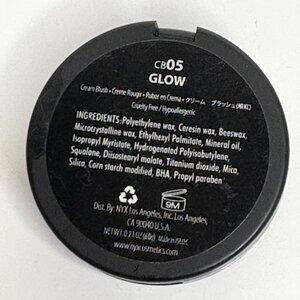 CB05
GLOW
Cream Blush • Creme Rouge • Rubor en Crema • クリーム ブラッシュ(頬紅)
Cruelty Free / Hypoallergenic
INGREDIENTS: Polyethylene wax, Ceresin wax, Beeswax,
Microcrystalline wax, Ethylhexyl Palmitate, Mineral oil,
Isopropyl Myristate, Hydrogenated Polyisobutylene,
Squalane, Diisostearyl malate, Titanium dioxide, Mica,
Silica, Corn starch modified, BHA, Propyl paraben
9M
Dist. By: NYX Los Angeles, Inc. Los Angeles,
CA 90040 U.S.A.
NET WT. 0.21 OZ (6.0g) Made in P.R.C.
www.nyxcosmetics.com